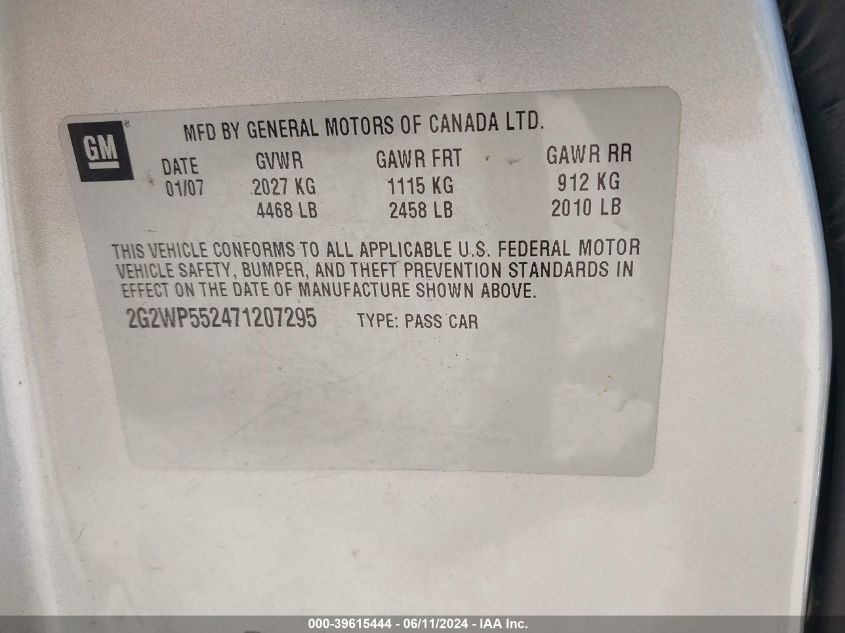 GM®
MFD BY GENERAL MOTORS OF CANADA LTD.
DATE GVWR GAWR FRT GAWR RR
01/07 2027 KG 1115 KG 912 KG
4468 LB 2458 LB 2010 LB
THIS VEHICLE CONFORMS TO ALL APPLICABLE U.S. FEDERAL MOTOR
VEHICLE SAFETY, BUMPER, AND THEFT PREVENTION STANDARDS IN
EFFECT ON THE DATE OF MANUFACTURE SHOWN ABOVE.
2G2WP552471207295 TYPE: PASS CAR
000-39615444 - 06/11/2024 - IAA Inc.